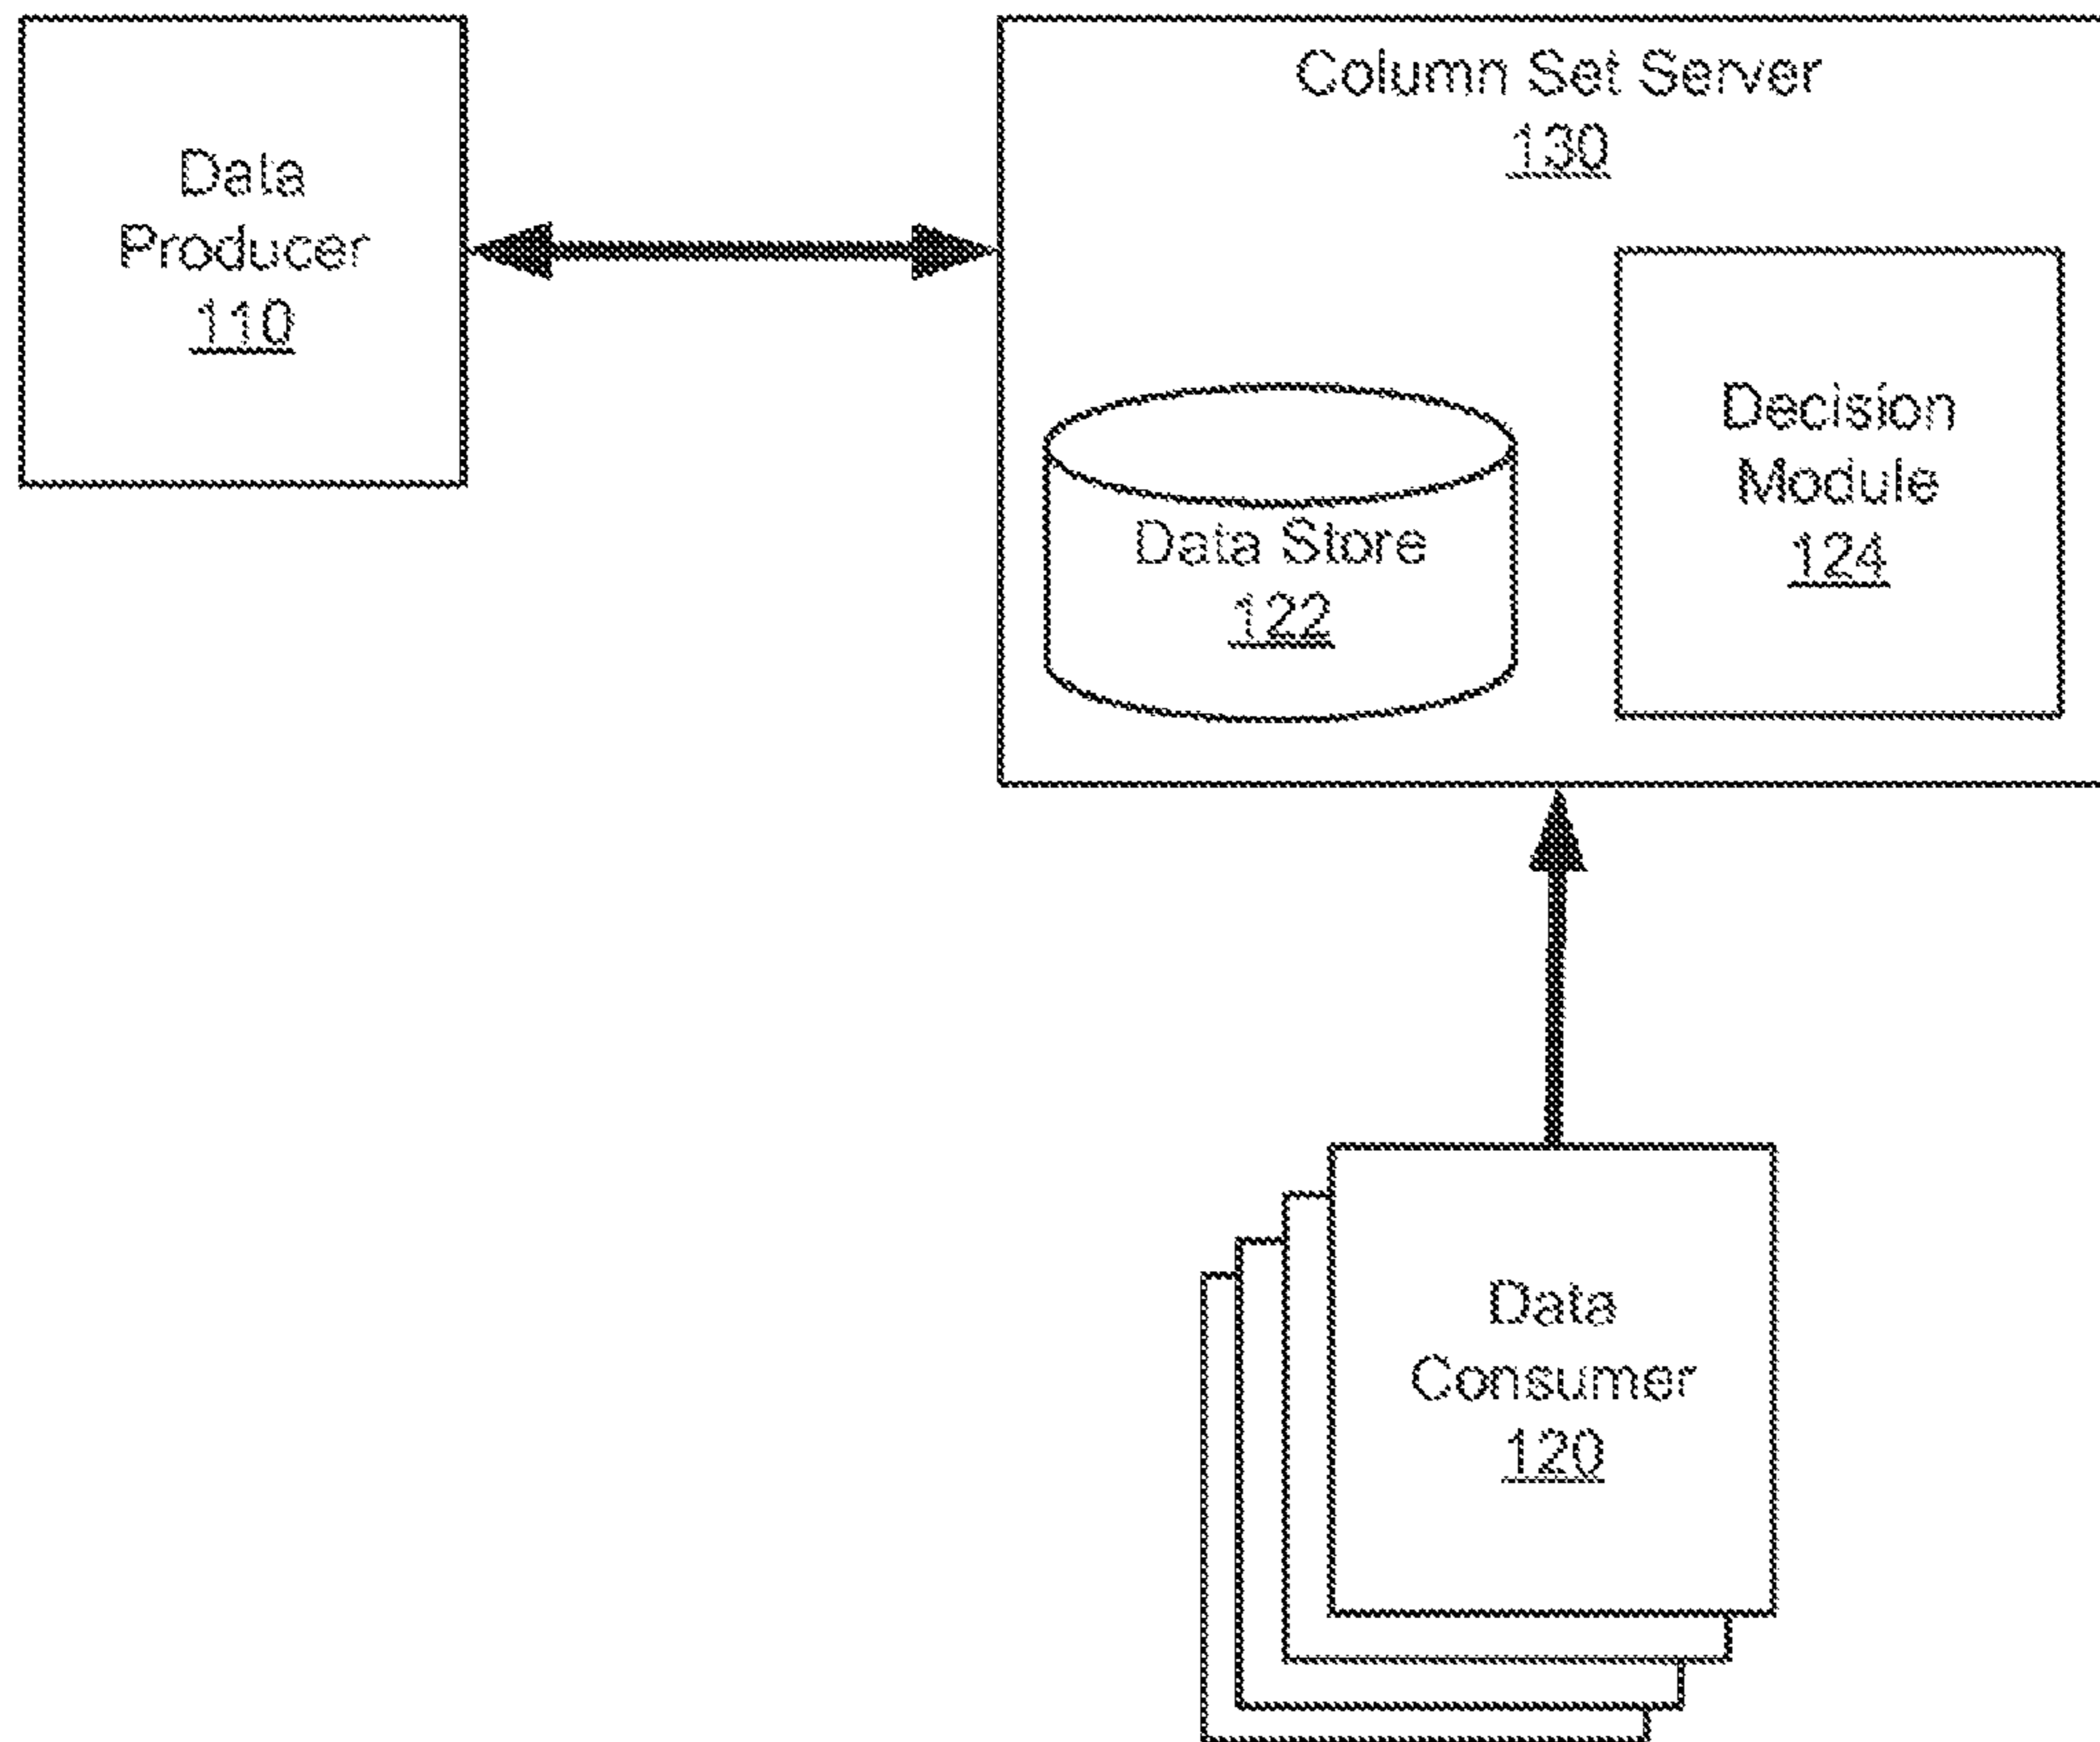 Data
Producer
110
Column Set Server
130
Decision
Module
124
Data Store
122
Data
Consumer
120